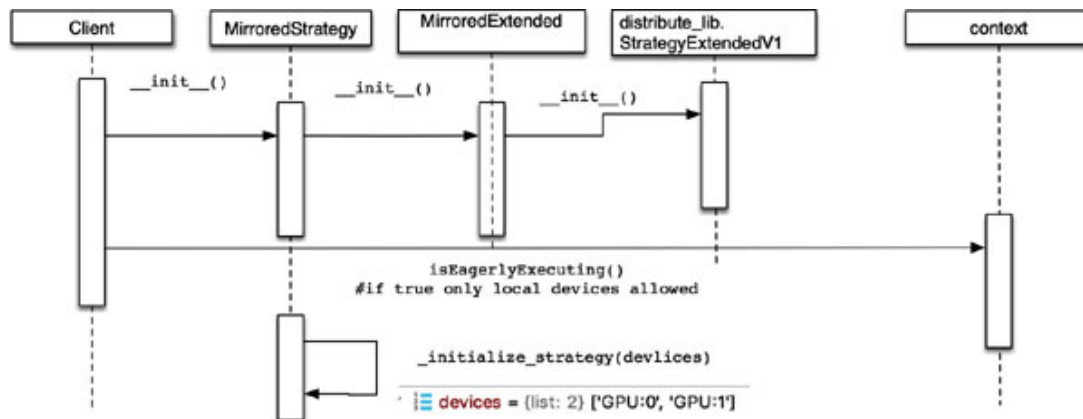 Client
MirroredStrategy
MirroredExtended
distribute_lib.
StrategyExtendedV1
context
__init__()
__init__()
__init__()
isEagerlyExecuting()
#if true only local devices allowed
_initialize_strategy(devlices)
devices = {list: 2} ['GPU:0', 'GPU:1']